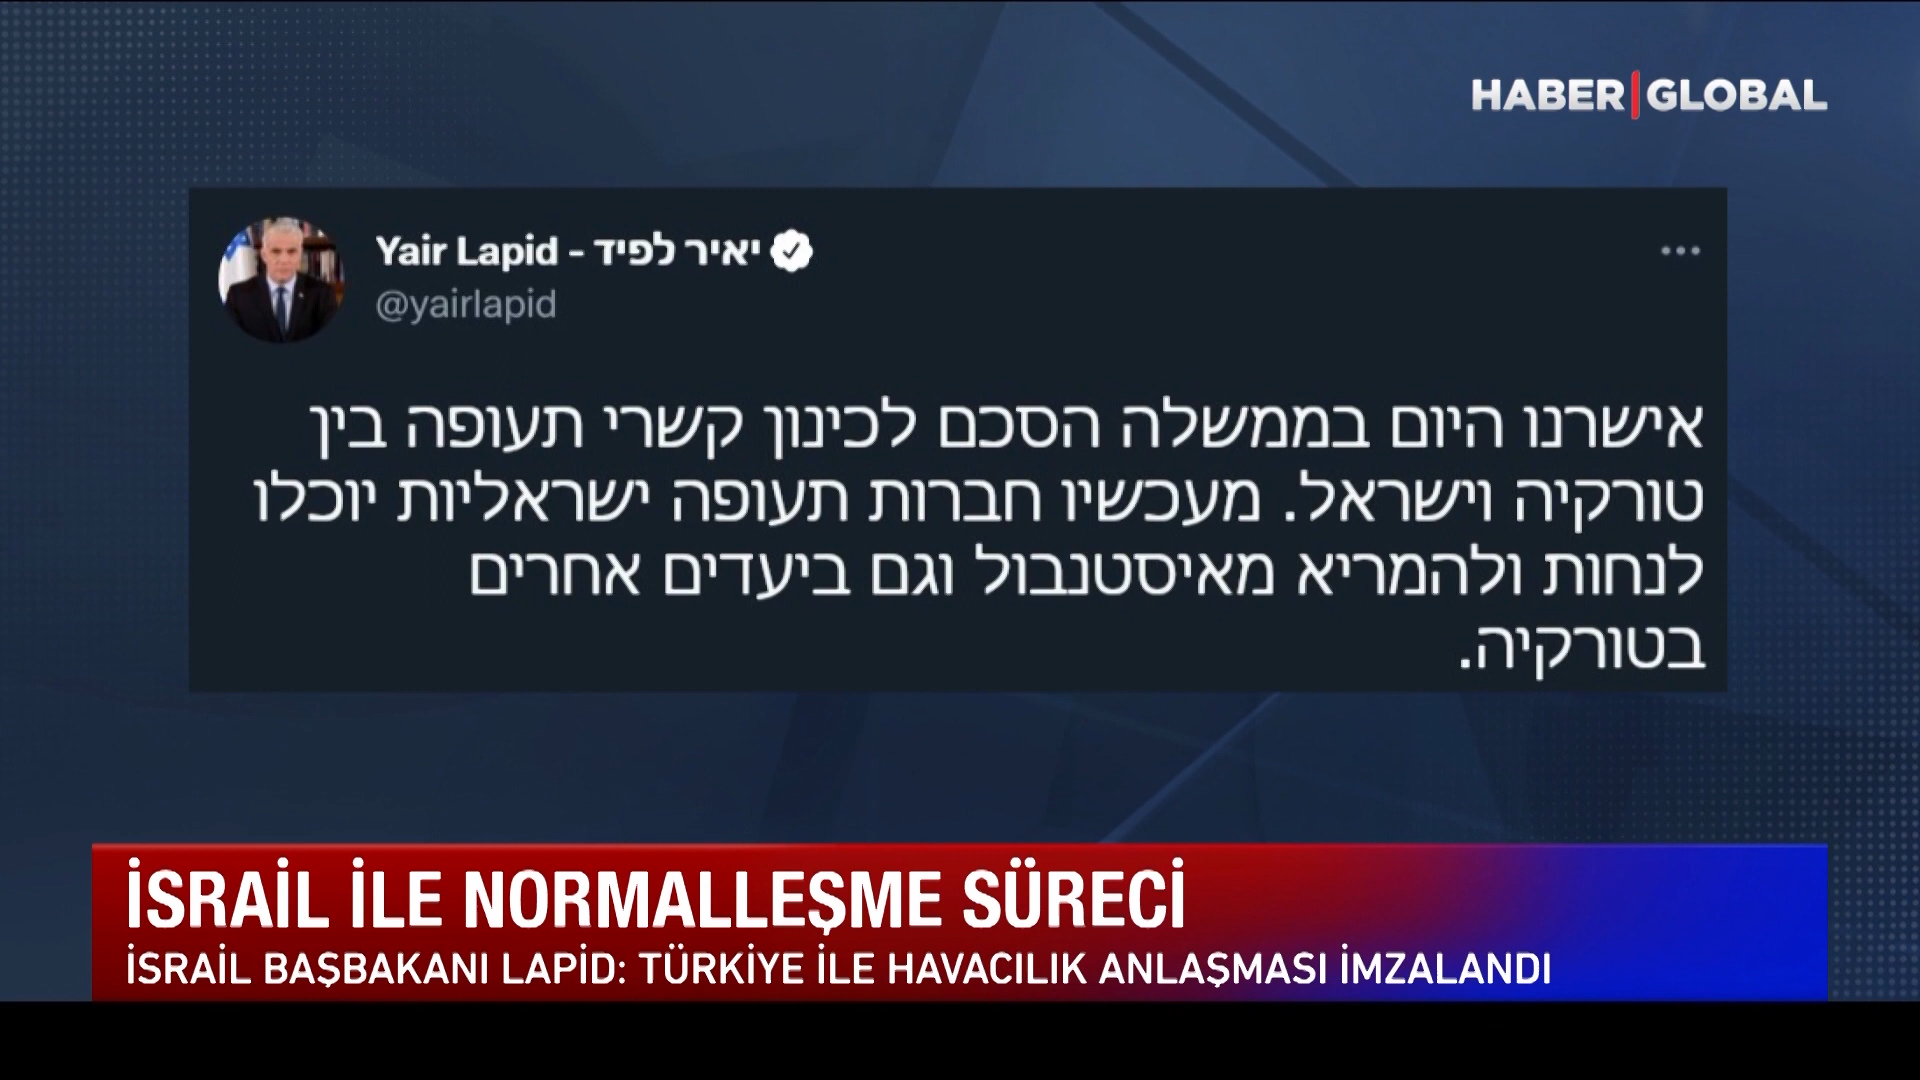 HABER GLOBAL
Yair Lapid - יאיר לפיד
@yairlapid
אישרנו היום בממשלה הסכם לכינון קשרי תעופה בין
טורקיה וישראל. מעכשיו חברות תעופה ישראליות יוכלו
לנחות ולהמריא מאיסטנבול וגם ביעדים אחרים
בטורקיה.
İSRAİL İLE NORMALLEŞME SÜRECİ
İSRAİL BAŞBAKANI LAPİD: TÜRKİYE İLE HAVACILIK ANLAŞMASI İMZALANDI